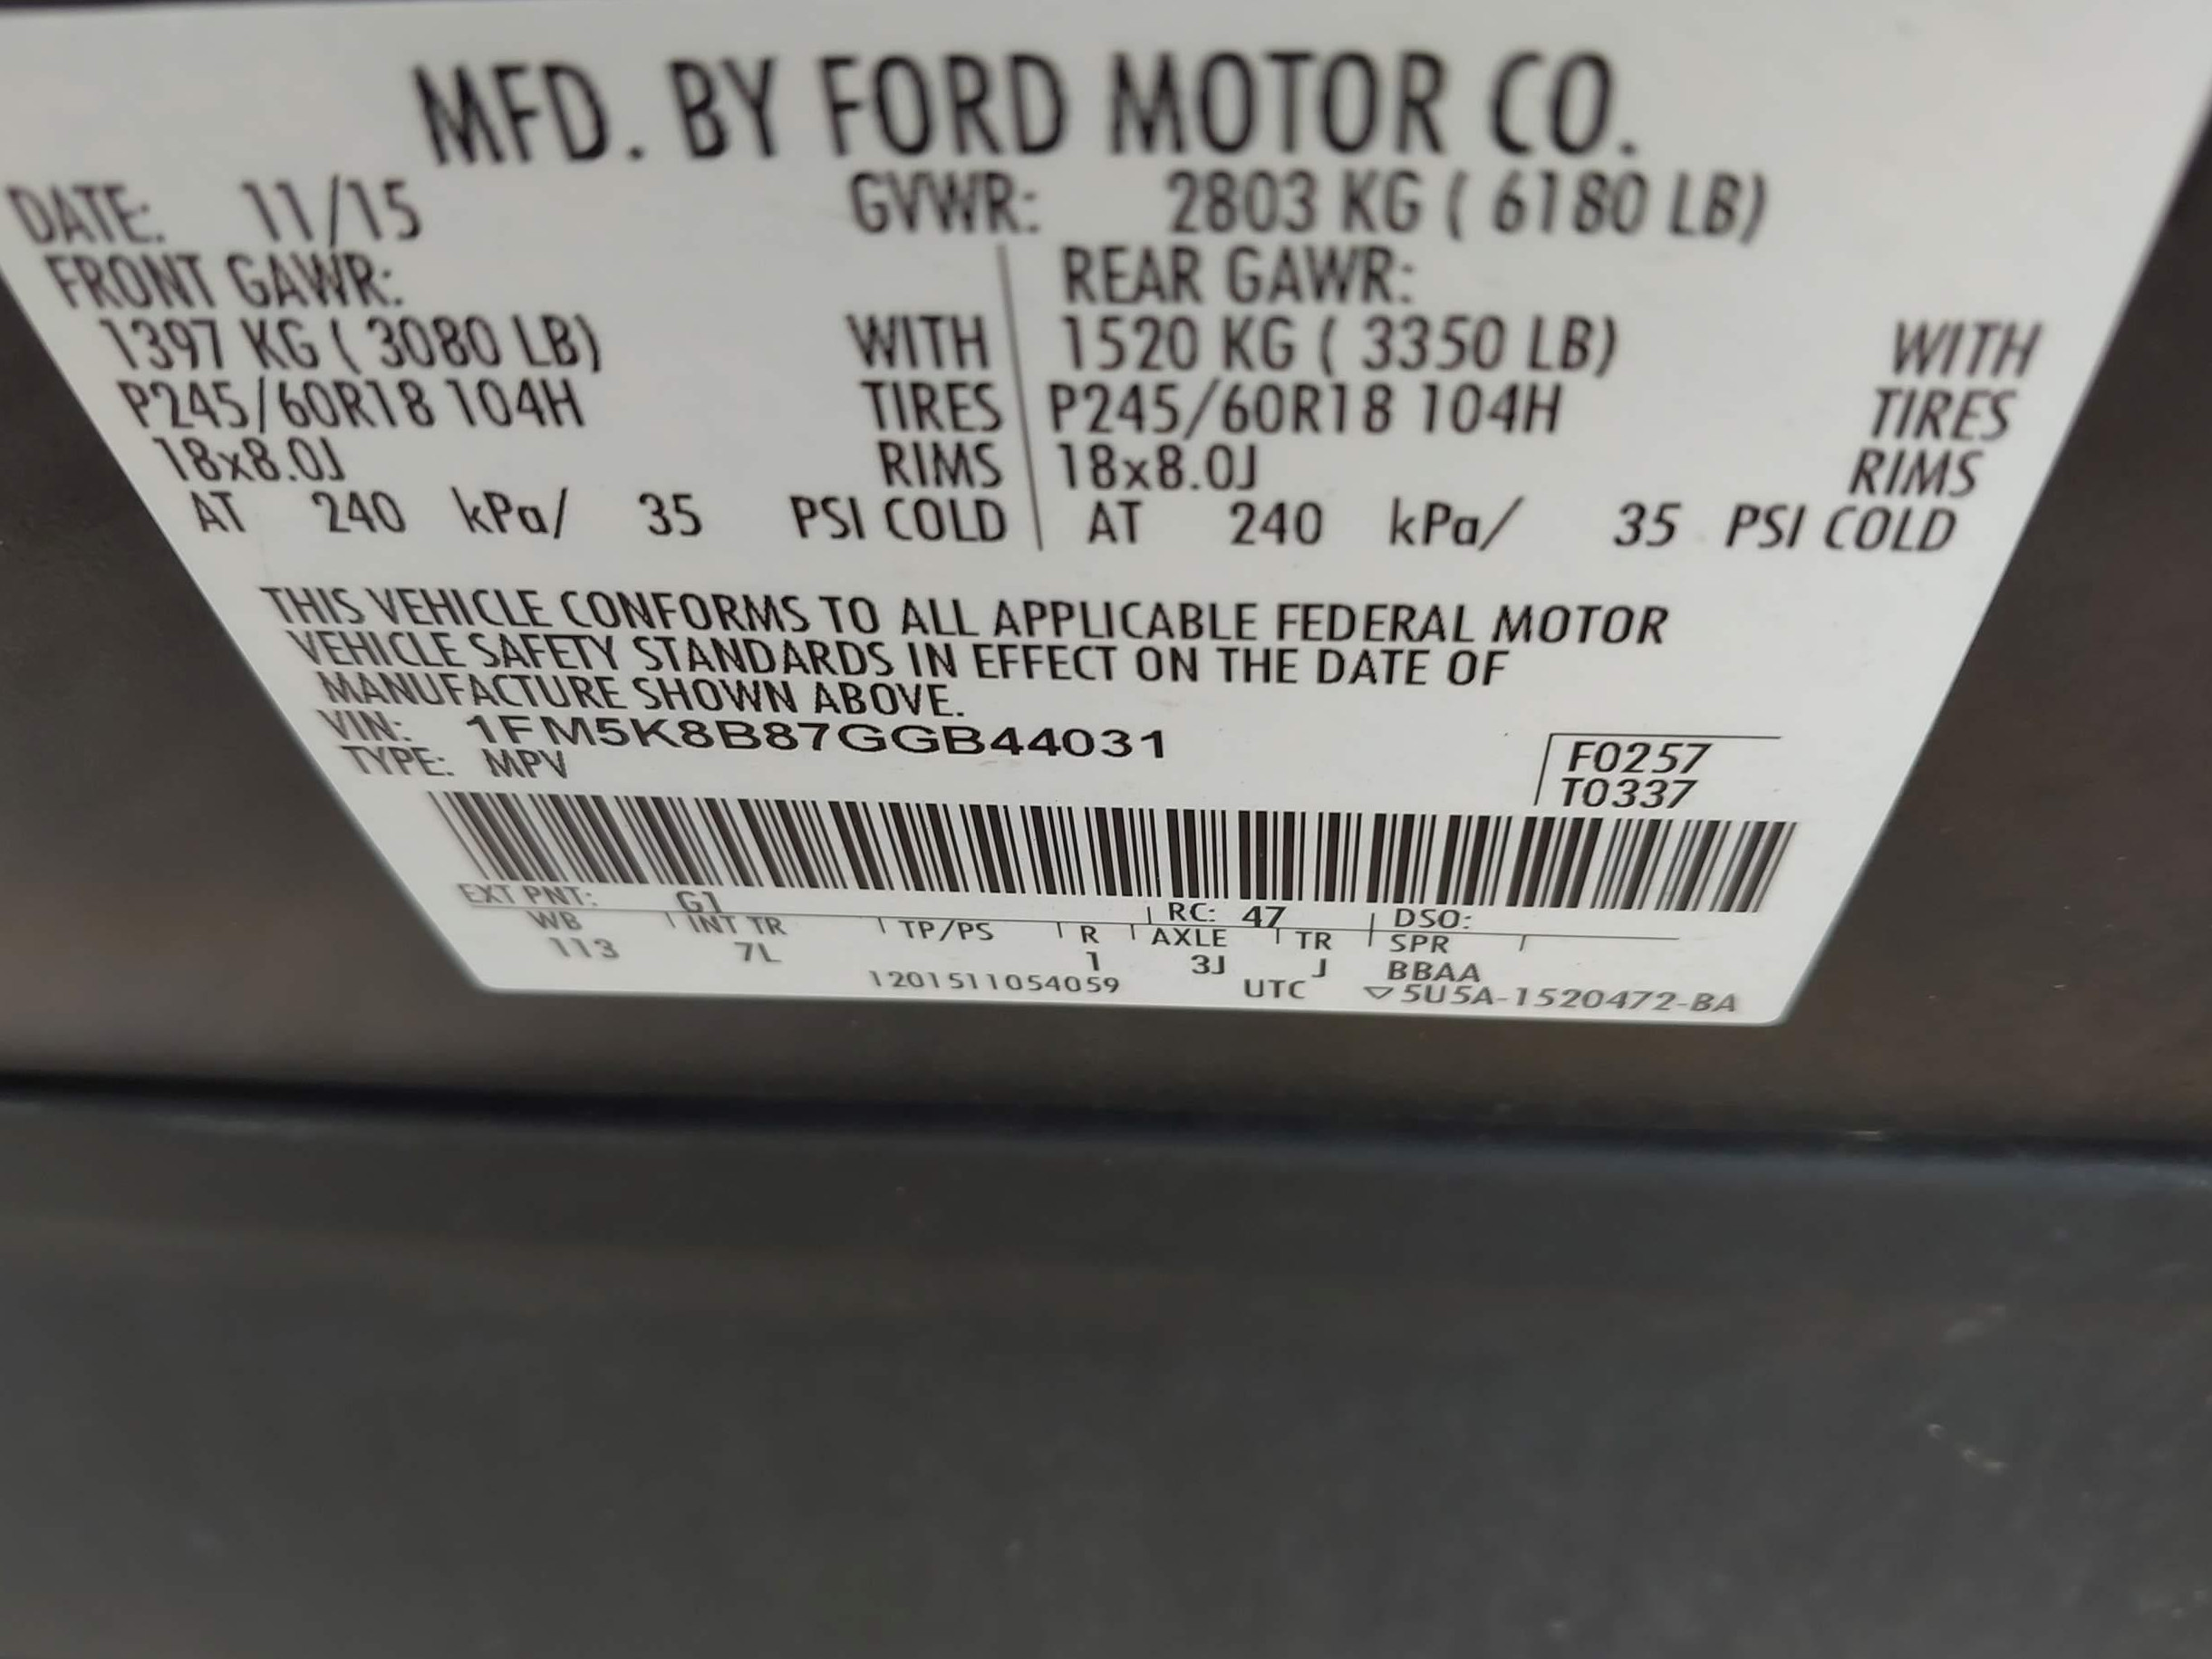 MFD. BY FORD MOTOR CO.
DATE: 11/15 GVWR: 2803 KG ( 6180 LB)
FRONT GAWR: REAR GAWR:
1397 KG ( 3080 LB) WITH 1520 KG ( 3350 LB) WITH
P245/60R18 104H TIRES P245/60R18 104H TIRES
18x8.0J RIMS 18x8.0J RIMS
AT 240 kPa/ 35 PSI COLD AT 240 kPa/ 35 PSI COLD
THIS VEHICLE CONFORMS TO ALL APPLICABLE FEDERAL MOTOR
VEHICLE SAFETY STANDARDS IN EFFECT ON THE DATE OF
MANUFACTURE SHOWN ABOVE.
VIN: 1FM5K8B87GGB44031
TYPE: MPV
F0257
T0337
EXT PNT: G1 RC: 47 DSO:
WB INT TR TP/PS R AXLE TR SPR
113 7L 1 3J J BBAA
1201511054059 UTC ▽5U5A-1520472-BA